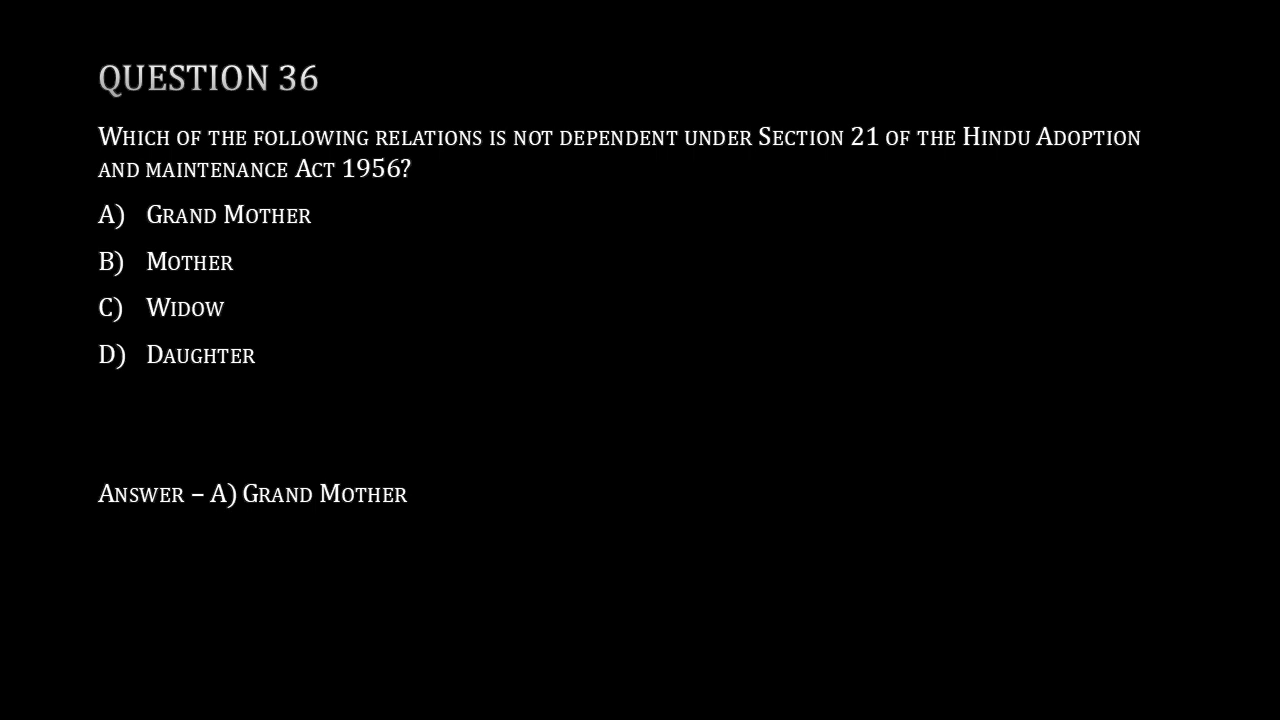 QUESTION 36
Which of the following relations is not dependent under Section 21 of the Hindu Adoption
and maintenance Act 1956?
A) Grand Mother
B) Mother
C) Widow
D) Daughter
Answer – A) Grand Mother